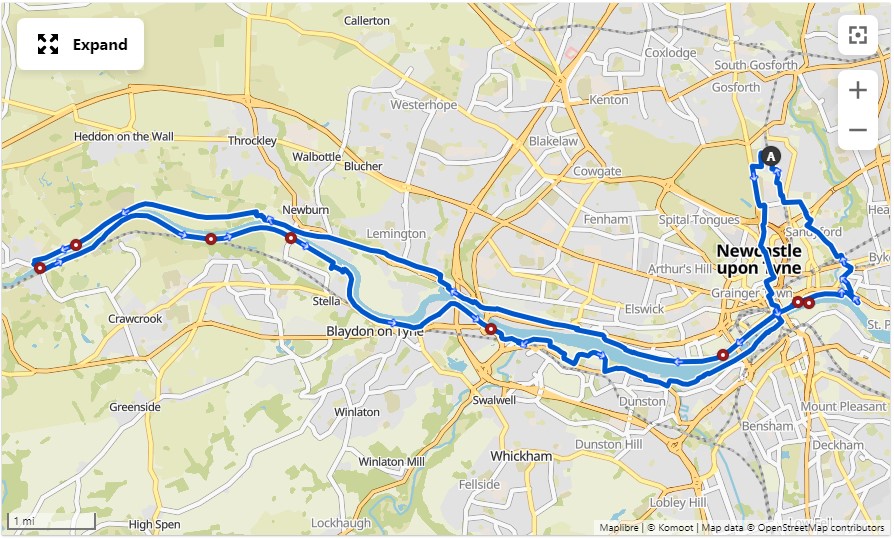 Callerton
Expand
Coxlodge
South Gosforth
Gosforth
Westerhope
Kenton
Heddon on the Wall
Throckley
Blakelaw
Walbottle
A
Blucher
Cowgate
Newburn
Fenham
Spital Tongues
Sandyford
Lemington
Newcastle
upon Tyne
Arthur's Hill
Grainger Town
Stella
Elswick
Crawcrook
Blaydon on Tyne
St. P
Greenside
Swalwell
Dunston
Mount Pleasant
Winlaton
Bensham
Dunston Hill
Deckham
Whickham
Winlaton Mill
Fellside
Lobley Hill
1 mi
High Spen
Lockhaugh
Maplibre | © Komoot | Map data © OpenStreetMap contributors